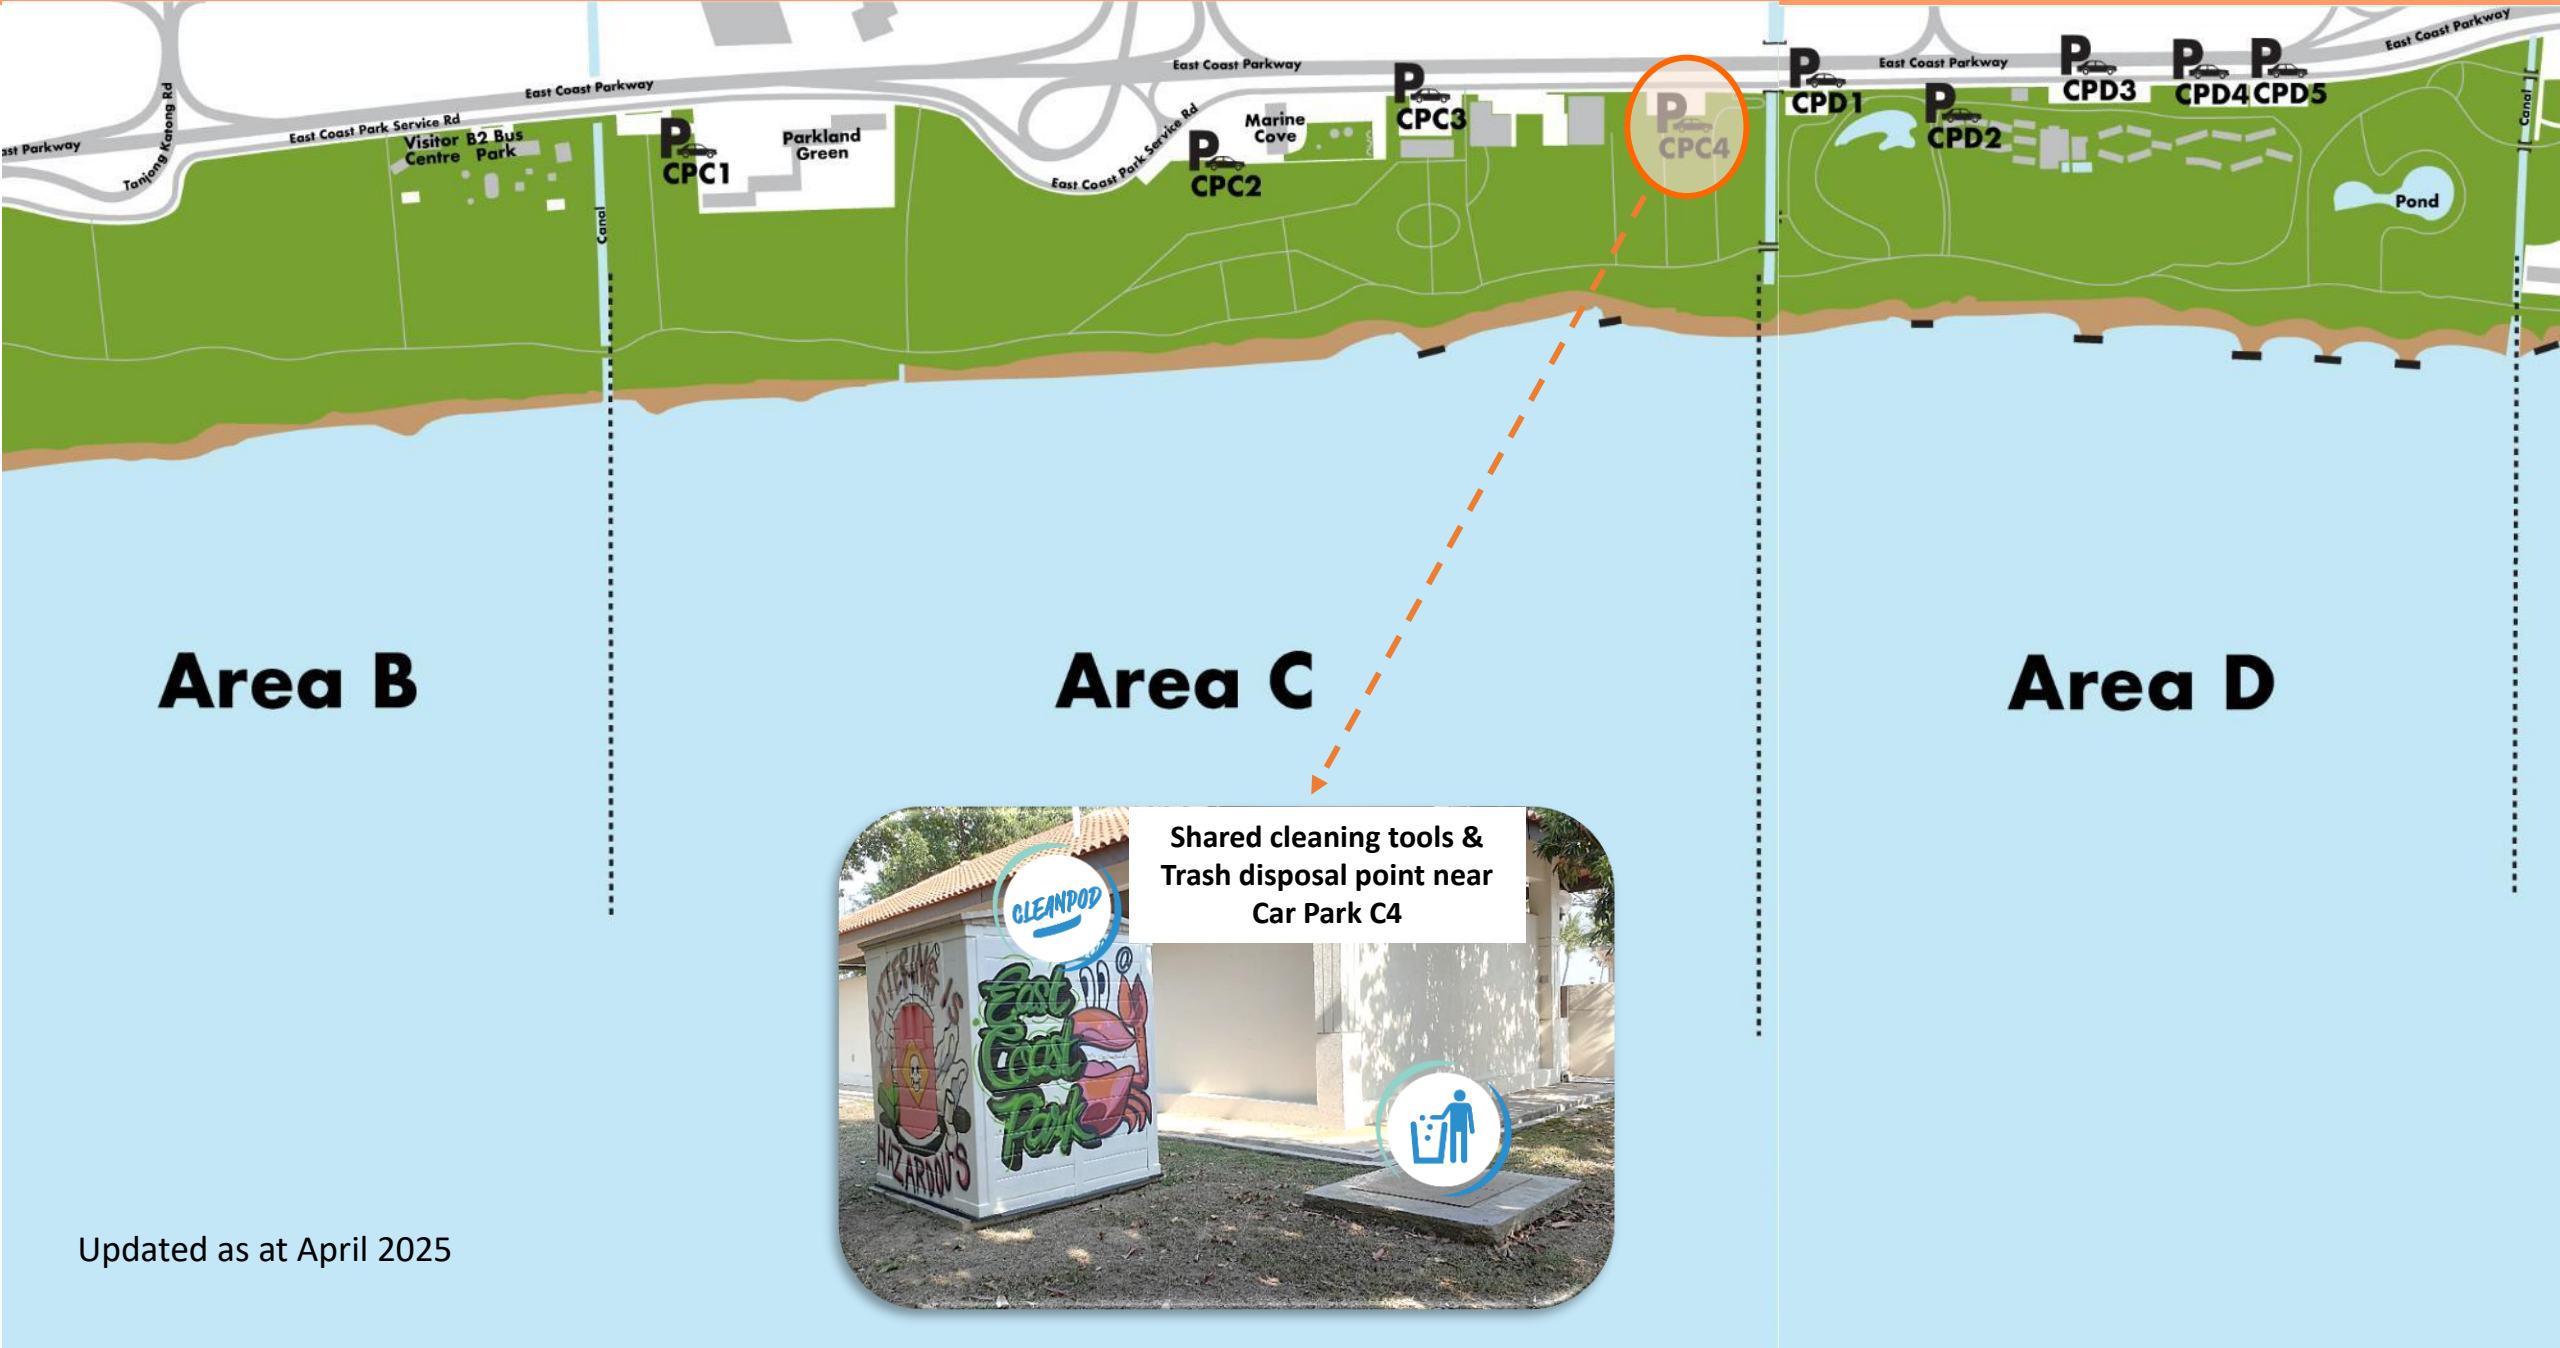 East Coast Parkway
East Coast Parkway
East Coast Parkway
East Coast Parkway
ast Parkway
Tanjong Katong Rd
East Coast Park Service Rd
Visitor
Centre
B2 Bus
Park
Canal
P
CPC1
Parkland
Green
East Coast Park Service Rd
P
CPC2
Marine
Cove
P
CPC3
P
CPC4
P
CPD1
P
CPD2
P
CPD3
P
CPD4
P
CPD5
Pond
Canal
Area B
Area C
Area D
Shared cleaning tools &
Trash disposal point near
Car Park C4
CLEANPOD
LITTERING IS
HAZARDOUS
@
East
Coast
Park
Updated as at April 2025